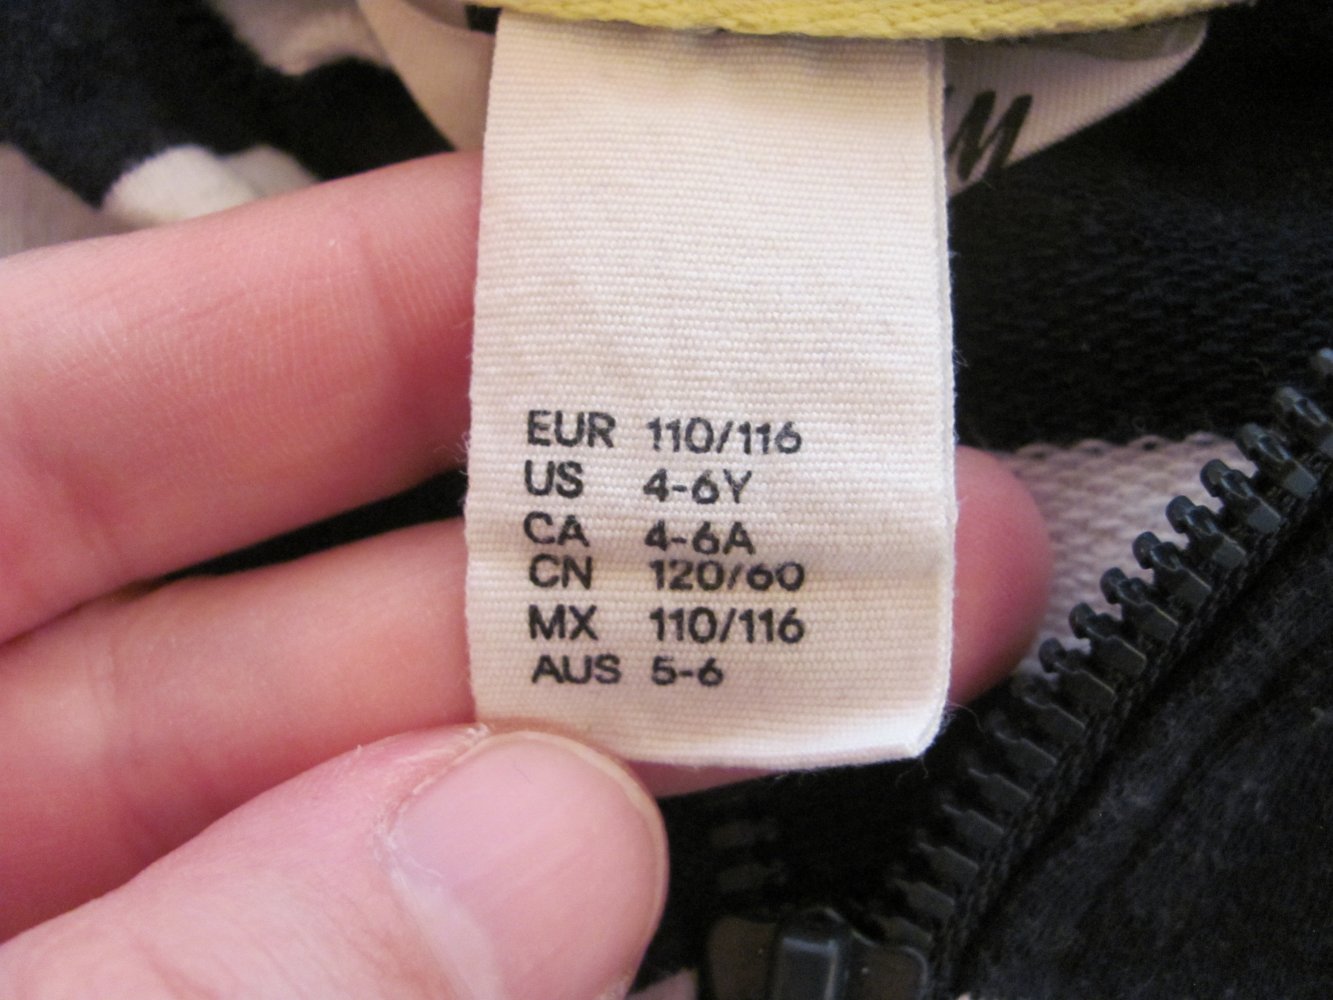 M
EUR 110/116
US 4-6Y
CA 4-6A
CN 120/60
MX 110/116
AUS 5-6